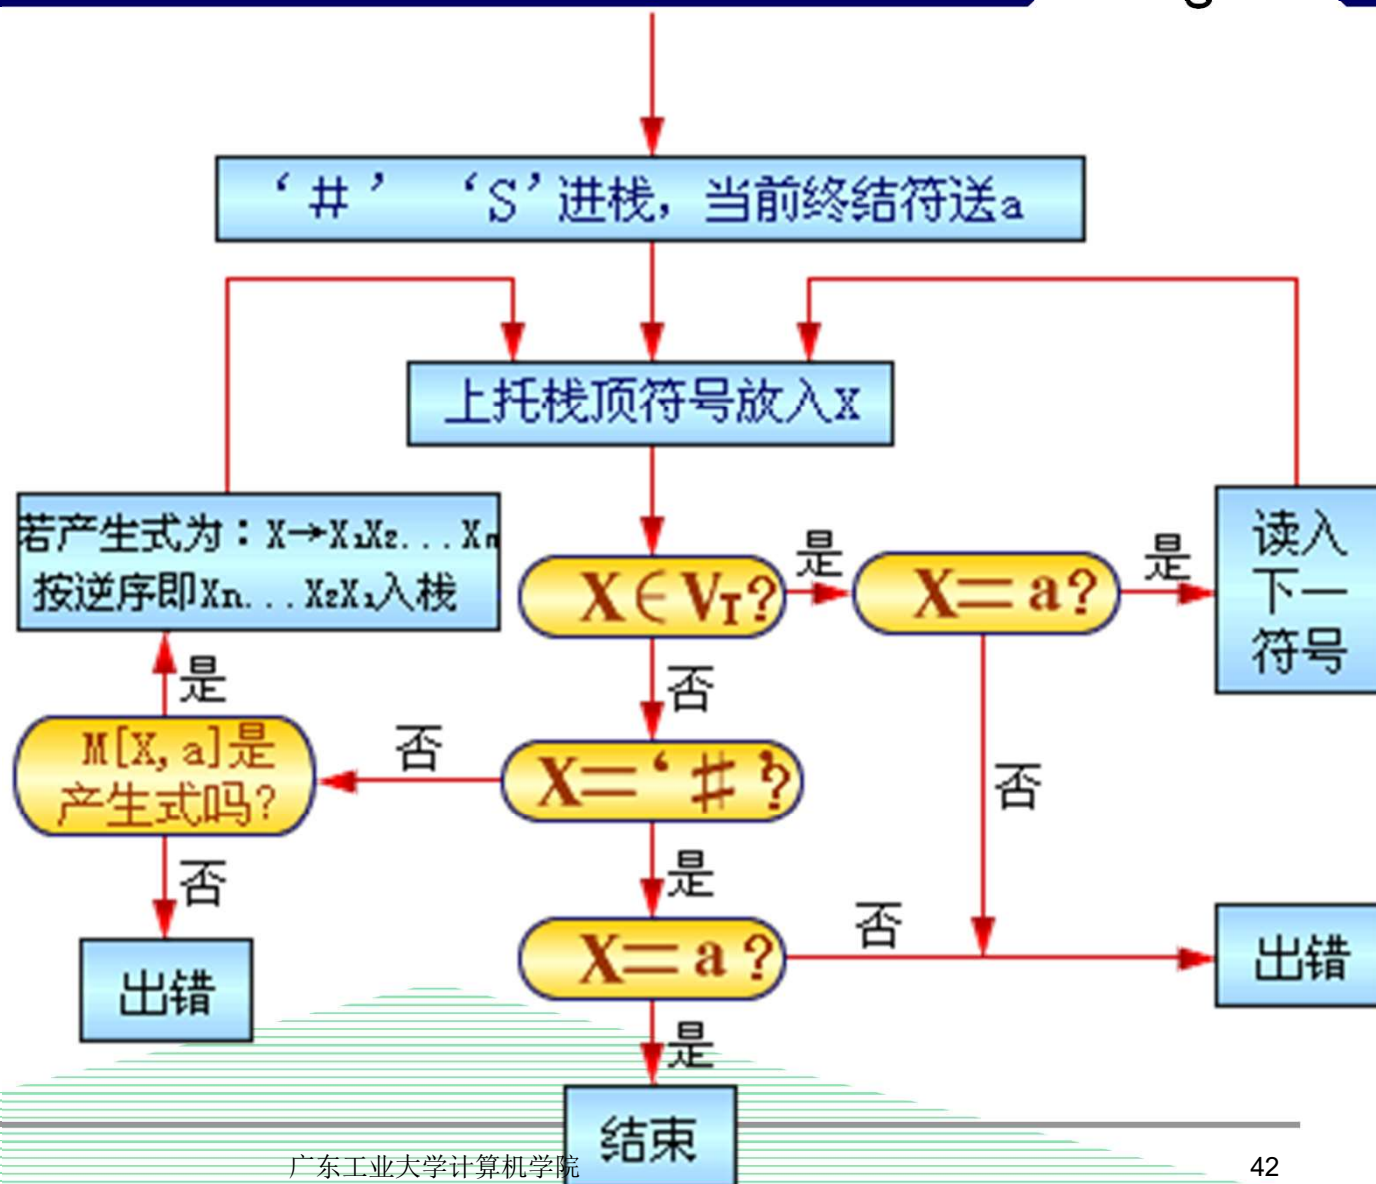 ‘#’ ‘S’进栈，当前终结符送a
上托栈顶符号放入X
若产生式为：X→X₁X₂...Xn
按逆序即Xn...X₂X₁入栈
X∈V_T?
是
X=a?
是
读入
下一
符号
是
否
M[X,a]是
产生式吗?
否
X=‘#’?
否
否
是
出错
X=a?
否
出错
是
结束
广东工业大学计算机学院
42